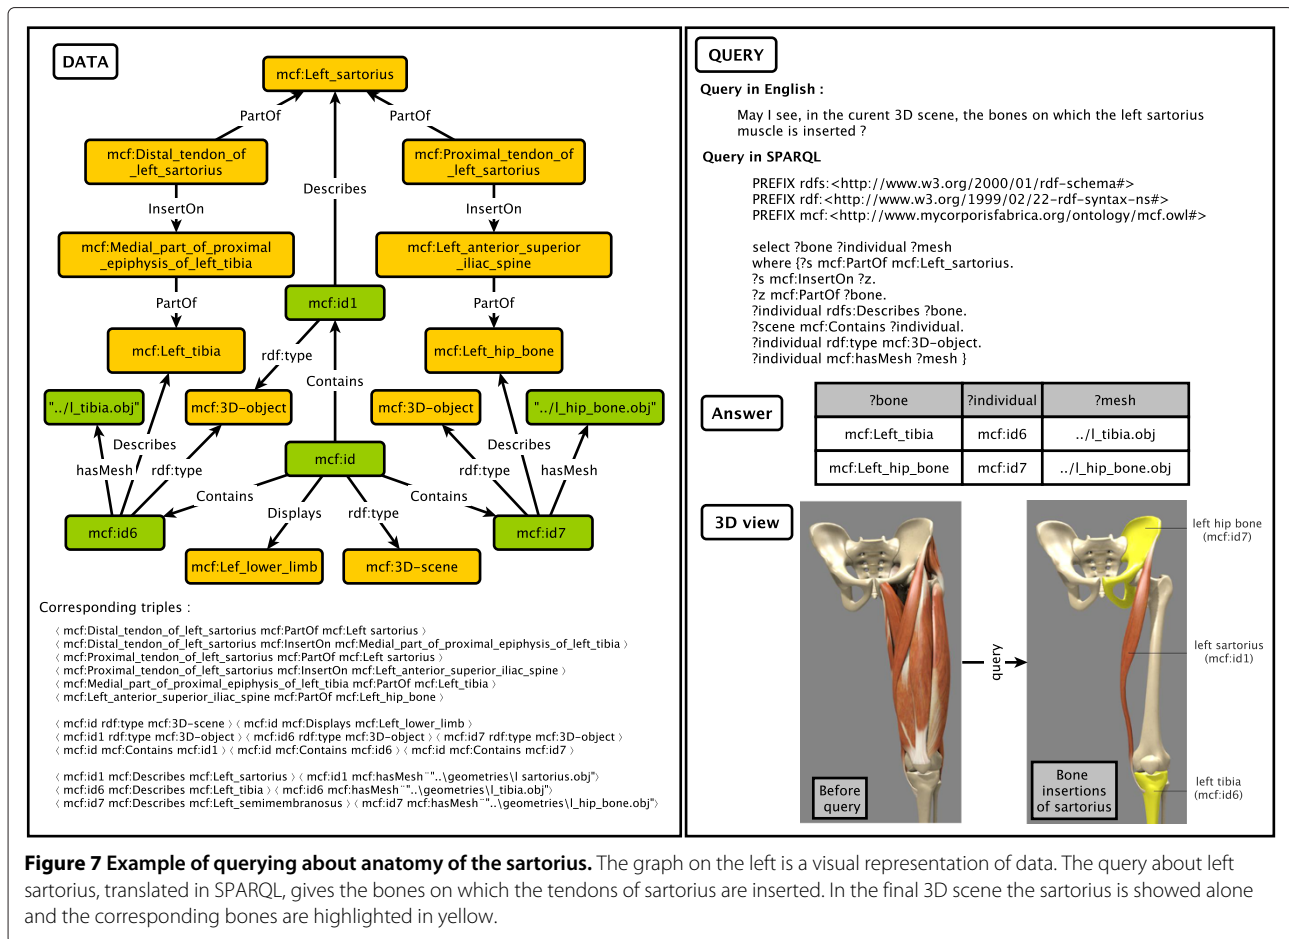 DATA
mcf:Left_sartorius
PartOf
PartOf
mcf:Distal_tendon_of
_left_sartorius
mcf:Proximal_tendon_of
_left_sartorius
Describes
InsertOn
InsertOn
mcf:Medial_part_of_proximal
_epiphysis_of_left_tibia
mcf:Left_anterior_superior
_iliac_spine
mcf:id1
PartOf
PartOf
mcf:Left_tibia
rdf:type
mcf:Left_hip_bone
Contains
"../l_tibia.obj"
mcf:3D-object
mcf:3D-object
"../l_hip_bone.obj"
Describes
Describes
hasMesh
rdf:type
mcf:id
rdf:type
hasMesh
Contains
Contains
Displays
rdf:type
mcf:id6
mcf:id7
mcf:Lef_lower_limb
mcf:3D-scene
Corresponding triples :
⟨ mcf:Distal_tendon_of_left_sartorius mcf:PartOf mcf:Left sartorius ⟩
⟨ mcf:Distal_tendon_of_left_sartorius mcf:InsertOn mcf:Medial_part_of_proximal_epiphysis_of_left_tibia ⟩
⟨ mcf:Proximal_tendon_of_left_sartorius mcf:PartOf mcf:Left sartorius ⟩
⟨ mcf:Proximal_tendon_of_left_sartorius mcf:InsertOn mcf:Left_anterior_superior_iliac_spine ⟩
⟨ mcf:Medial_part_of_proximal_epiphysis_of_left_tibia mcf:PartOf mcf:Left_tibia ⟩
⟨ mcf:Left_anterior_superior_iliac_spine mcf:PartOf mcf:Left_hip_bone ⟩
⟨ mcf:id rdf:type mcf:3D-scene ⟩ ⟨ mcf:id mcf:Displays mcf:Left_lower_limb ⟩
⟨ mcf:id1 rdf:type mcf:3D-object ⟩ ⟨ mcf:id6 rdf:type mcf:3D-object ⟩ ⟨ mcf:id7 rdf:type mcf:3D-object ⟩
⟨ mcf:id mcf:Contains mcf:id1 ⟩ ⟨ mcf:id mcf:Contains mcf:id6 ⟩ ⟨ mcf:id mcf:Contains mcf:id7 ⟩
⟨ mcf:id1 mcf:Describes mcf:Left_sartorius ⟩ ⟨ mcf:id1 mcf:hasMesh¨"..\geometries\l sartorius.obj"⟩
⟨ mcf:id6 mcf:Describes mcf:Left_tibia ⟩ ⟨ mcf:id6 mcf:hasMesh¨"..\geometries\l_tibia.obj"⟩
⟨ mcf:id7 mcf:Describes mcf:Left_semimembranosus ⟩ ⟨ mcf:id7 mcf:hasMesh¨"..\geometries\l_hip_bone.obj"⟩
QUERY
Query in English :
May I see, in the curent 3D scene, the bones on which the left sartorius
muscle is inserted ?
Query in SPARQL
PREFIX rdfs:<http://www.w3.org/2000/01/rdf-schema#>
PREFIX rdf:<http://www.w3.org/1999/02/22-rdf-syntax-ns#>
PREFIX mcf:<http://www.mycorporisfabrica.org/ontology/mcf.owl#>
select ?bone ?individual ?mesh
where {?s mcf:PartOf mcf:Left_sartorius.
?s mcf:InsertOn ?z.
?z mcf:PartOf ?bone.
?individual rdfs:Describes ?bone.
?scene mcf:Contains ?individual.
?individual rdf:type mcf:3D-object.
?individual mcf:hasMesh ?mesh }
Answer
?bone ?individual ?mesh
mcf:Left_tibia mcf:id6 ../l_tibia.obj
mcf:Left_hip_bone mcf:id7 ../l_hip_bone.obj
3D view
left hip bone
(mcf:id7)
left sartorius
(mcf:id1)
query
Before
query
Bone
insertions
of sartorius
left tibia
(mcf:id6)
Figure 7 Example of querying about anatomy of the sartorius. The graph on the left is a visual representation of data. The query about left
sartorius, translated in SPARQL, gives the bones on which the tendons of sartorius are inserted. In the final 3D scene the sartorius is showed alone
and the corresponding bones are highlighted in yellow.